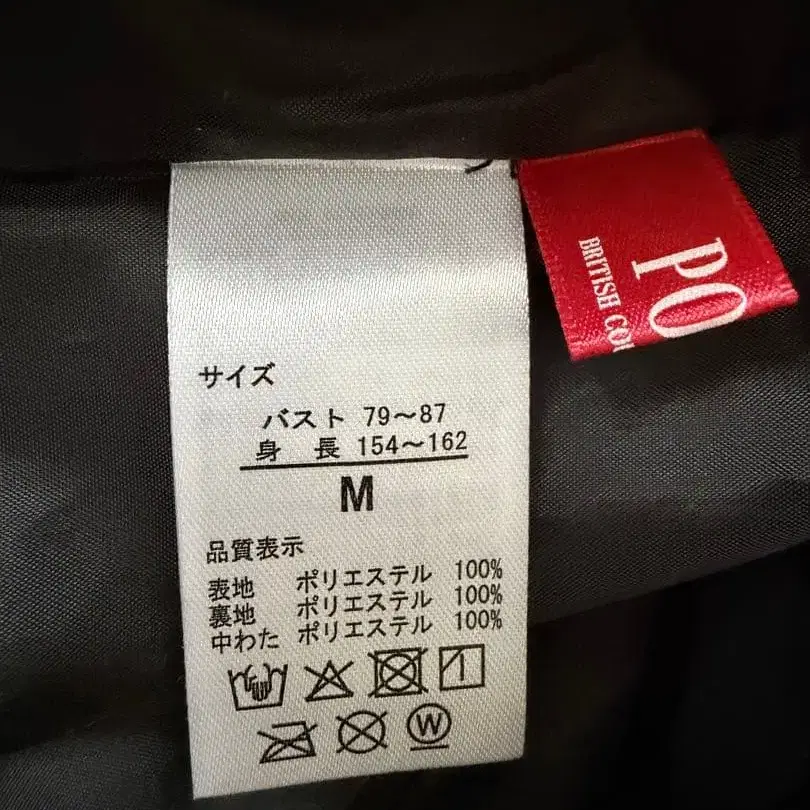 サイズ
バスト 79～87
身 長 154～162
M
品質表示
表地 ポリエステル 100%
裏地 ポリエステル 100%
中わた ポリエステル 100%
W
PO
BRITISH